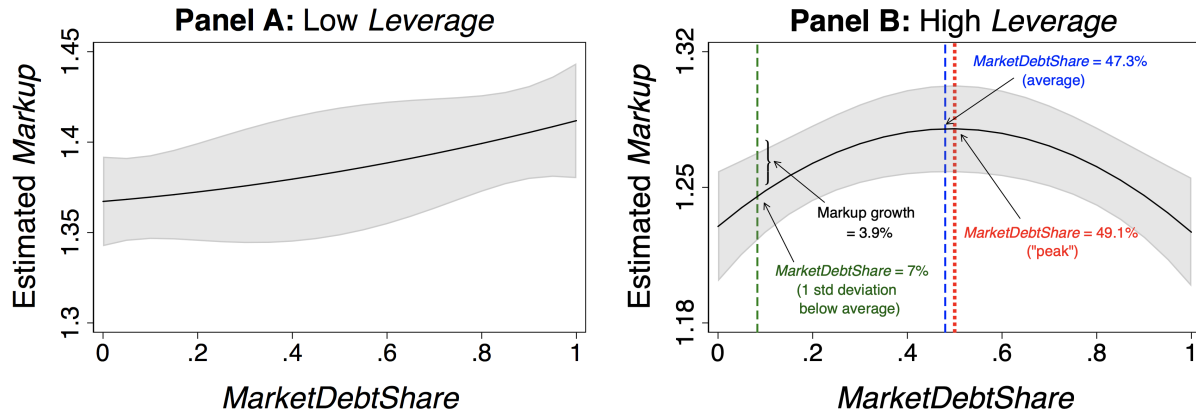 Panel A: Low Leverage
Estimated Markup
1.45
1.4
1.35
1.3
0
.2
.4
.6
.8
1
MarketDebtShare
Panel B: High Leverage
Estimated Markup
1.32
1.25
1.18
MarketDebtShare = 47.3%
(average)
Markup growth
= 3.9%
MarketDebtShare = 49.1%
("peak")
MarketDebtShare = 7%
(1 std deviation
below average)
0
.2
.4
.6
.8
1
MarketDebtShare